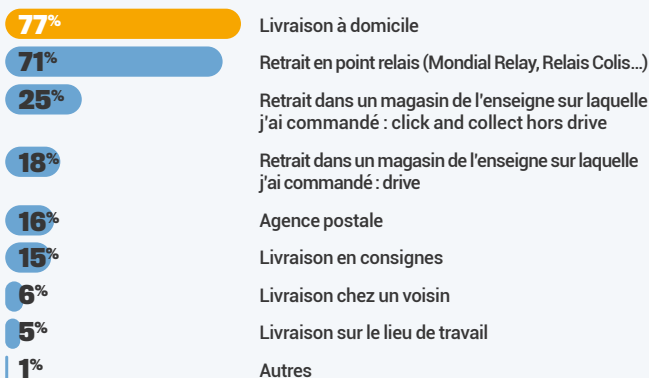 77% Livraison à domicile
71% Retrait en point relais (Mondial Relay, Relais Colis...)
25% Retrait dans un magasin de l'enseigne sur laquelle
j'ai commandé : click and collect hors drive
18% Retrait dans un magasin de l'enseigne sur laquelle
j'ai commandé : drive
16% Agence postale
15% Livraison en consignes
6% Livraison chez un voisin
5% Livraison sur le lieu de travail
1% Autres